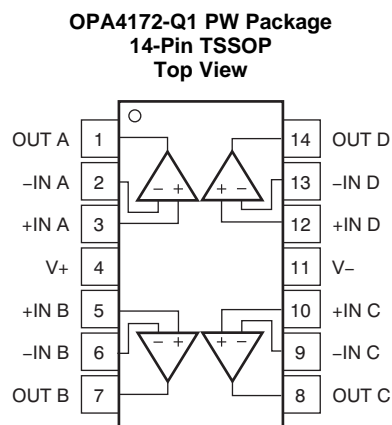 OPA4172-Q1 PW Package
14-Pin TSSOP
Top View
OUT A 1 14 OUT D
−IN A 2 − + + − 13 −IN D
+IN A 3 12 +IN D
V+ 4 11 V−
+IN B 5 10 +IN C
−IN B 6 − + + − 9 −IN C
OUT B 7 8 OUT C